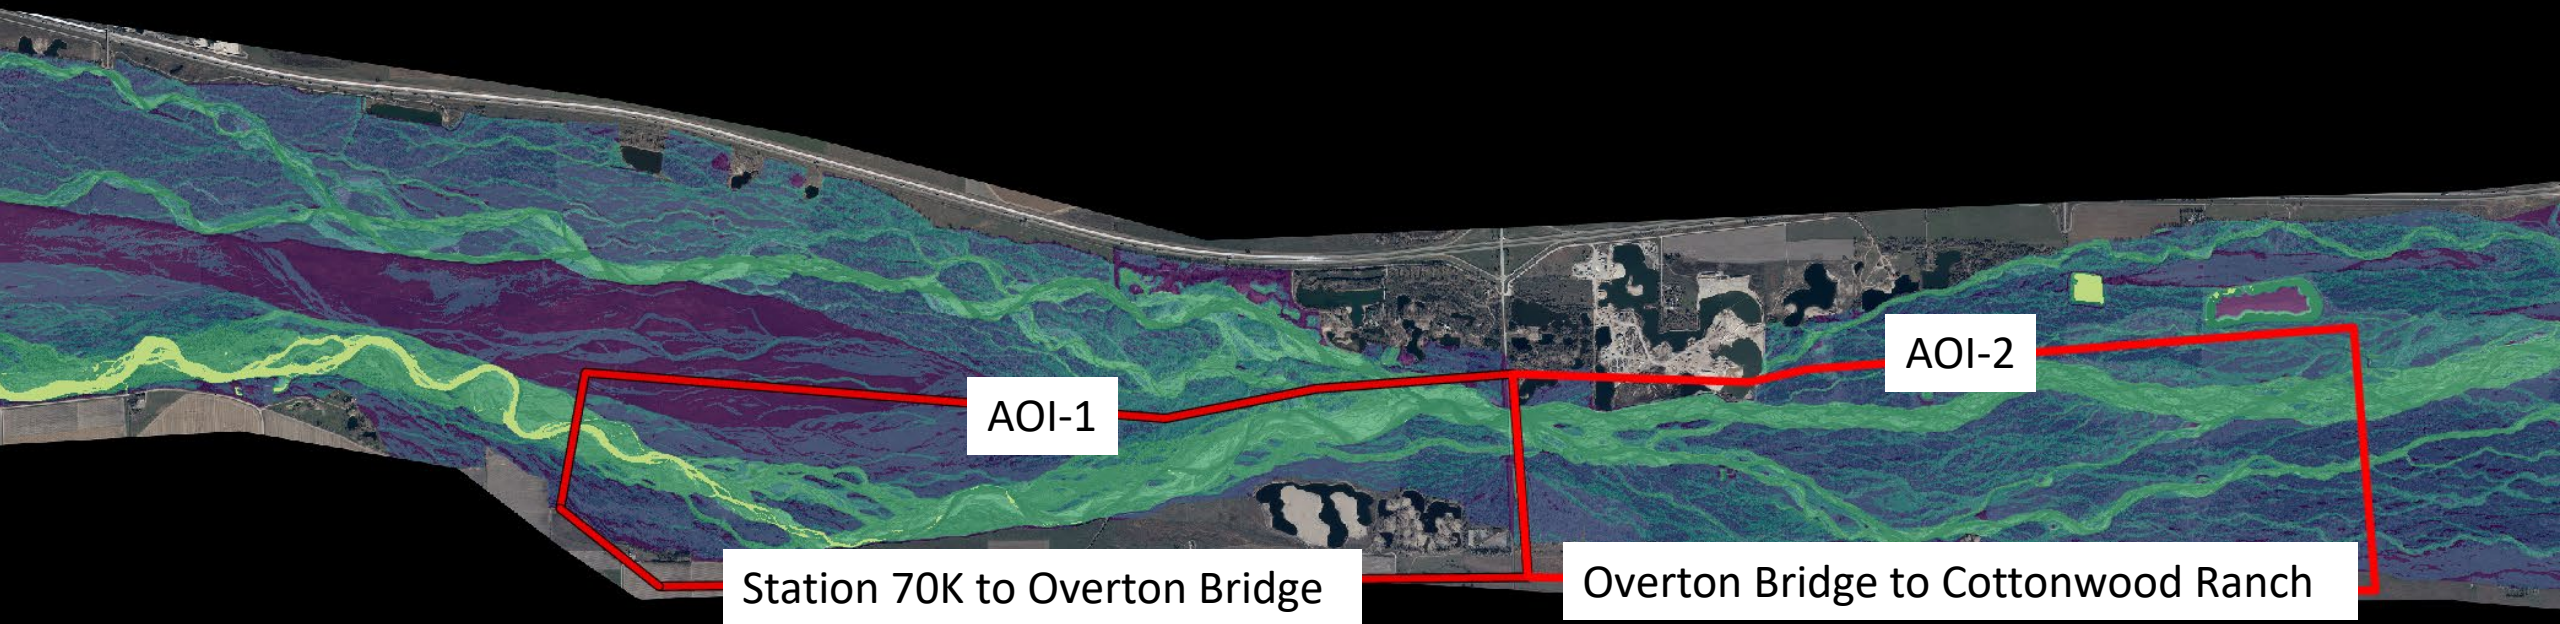 AOI-2
AOI-1
Station 70K to Overton Bridge
Overton Bridge to Cottonwood Ranch